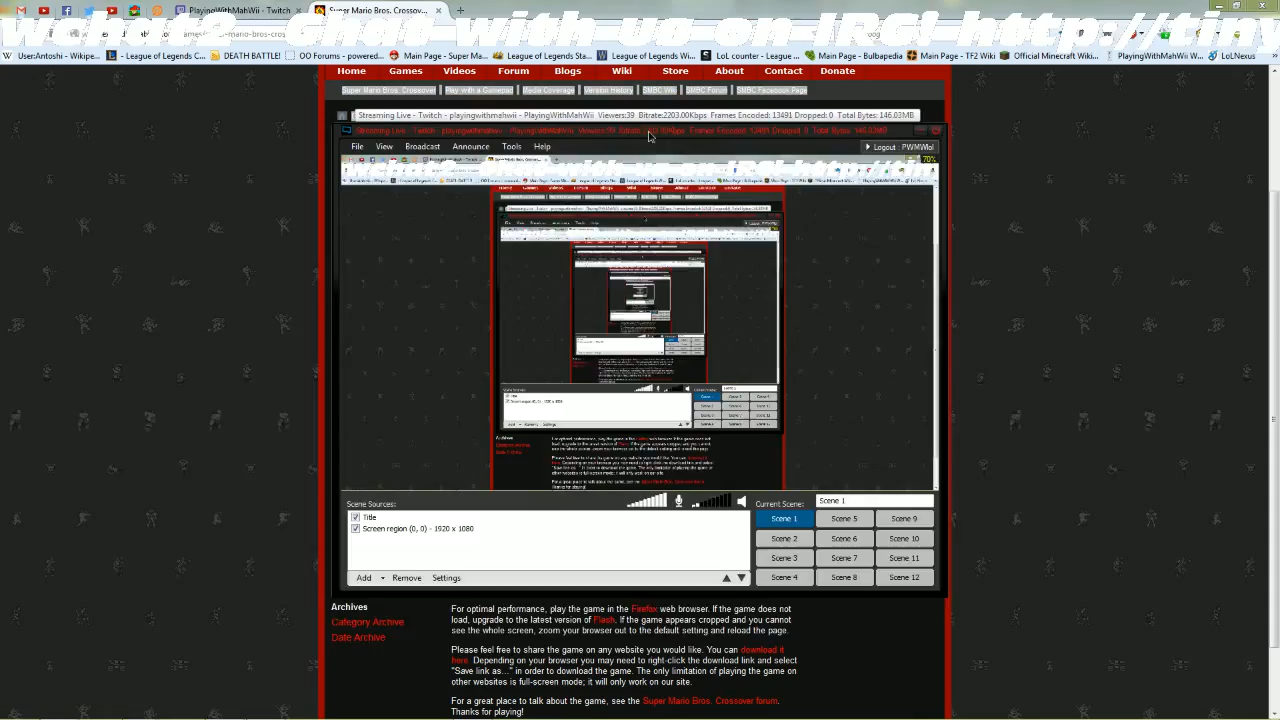 Twitch
Super Mario Bros. Crossover
User:Antoshi - Wikipe...
- League of Legends C...
DEATH BATTLE!
OO Forums - Home
Main Page - Super Ma...
League of Legends Sta...
League of Legends Wi...
LoL counter - League ...
Main Page - Bulbapedia
Main Page - TF2 Wiki
Official Minecraft Wiki...
PlayingWithMahWii W...
LoLNexus
Home Games Videos Forum Blogs Wiki Store About Contact Donate
Super Mario Bros. Crossover
Play with a Gamepad
Media Coverage
Version History
SMBC Wiki
SMBC Forum
SMBC Facebook Page
Streaming Live - Twitch - playingwithmahwii - PlayingWithMahWii Viewers:39 Bitrate:2203.00Kbps Frames Encoded: 13491 Dropped: 0 Total Bytes: 146.03MB
File View Broadcast Announce Tools Help
Logout : PWMWlol
70%
Scene Sources:
Title
Screen region (0, 0) - 1920 x 1080
Add Remove Settings
Current Scene: Scene 1
Scene 1 Scene 5 Scene 9
Scene 2 Scene 6 Scene 10
Scene 3 Scene 7 Scene 11
Scene 4 Scene 8 Scene 12
Archives
Category Archive
Date Archive
For optimal performance, play the game in the Firefox web browser. If the game does not
load, upgrade to the latest version of Flash. If the game appears cropped and you cannot
see the whole screen, zoom your browser out to the default setting and reload the page.
Please feel free to share the game on any website you would like. You can download it
here. Depending on your browser you may need to right-click the download link and select
"Save link as..." in order to download the game. The only limitation of playing the game on
other websites is full-screen mode; it will only work on our site.
For a great place to talk about the game, see the Super Mario Bros. Crossover forum.
Thanks for playing!